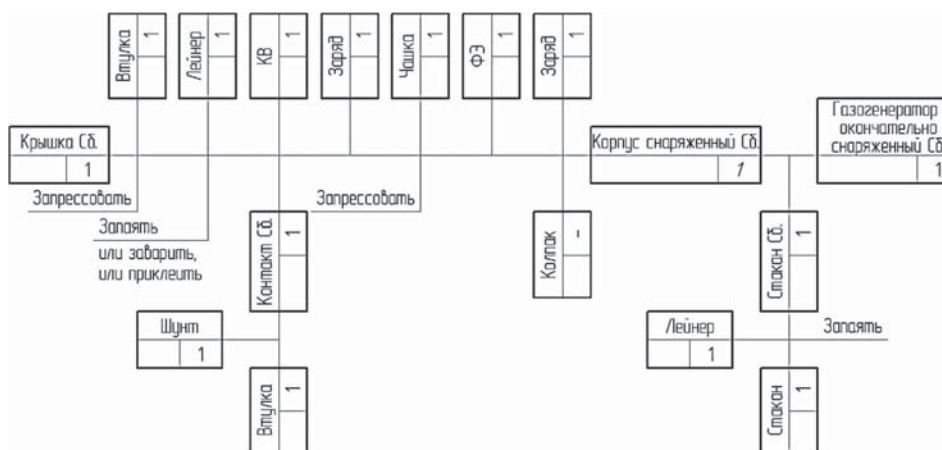 Втулка
1
Лейнер
1
КВ
1
Заряд
1
Чашка
1
ФЭ
1
Заряд
1
Крышка Сб.
1
Корпус снаряженный Сб.
1
Газогенератор
окончательно
снаряженный Сб
1
Запрессовать
Запаять
или заварить,
или приклеить
Запрессовать
Контакт Сб.
1
Колпак
-
Стакан Сб.
1
Шунт
1
Лейнер
1
Запаять
Втулка
1
Стакан
1